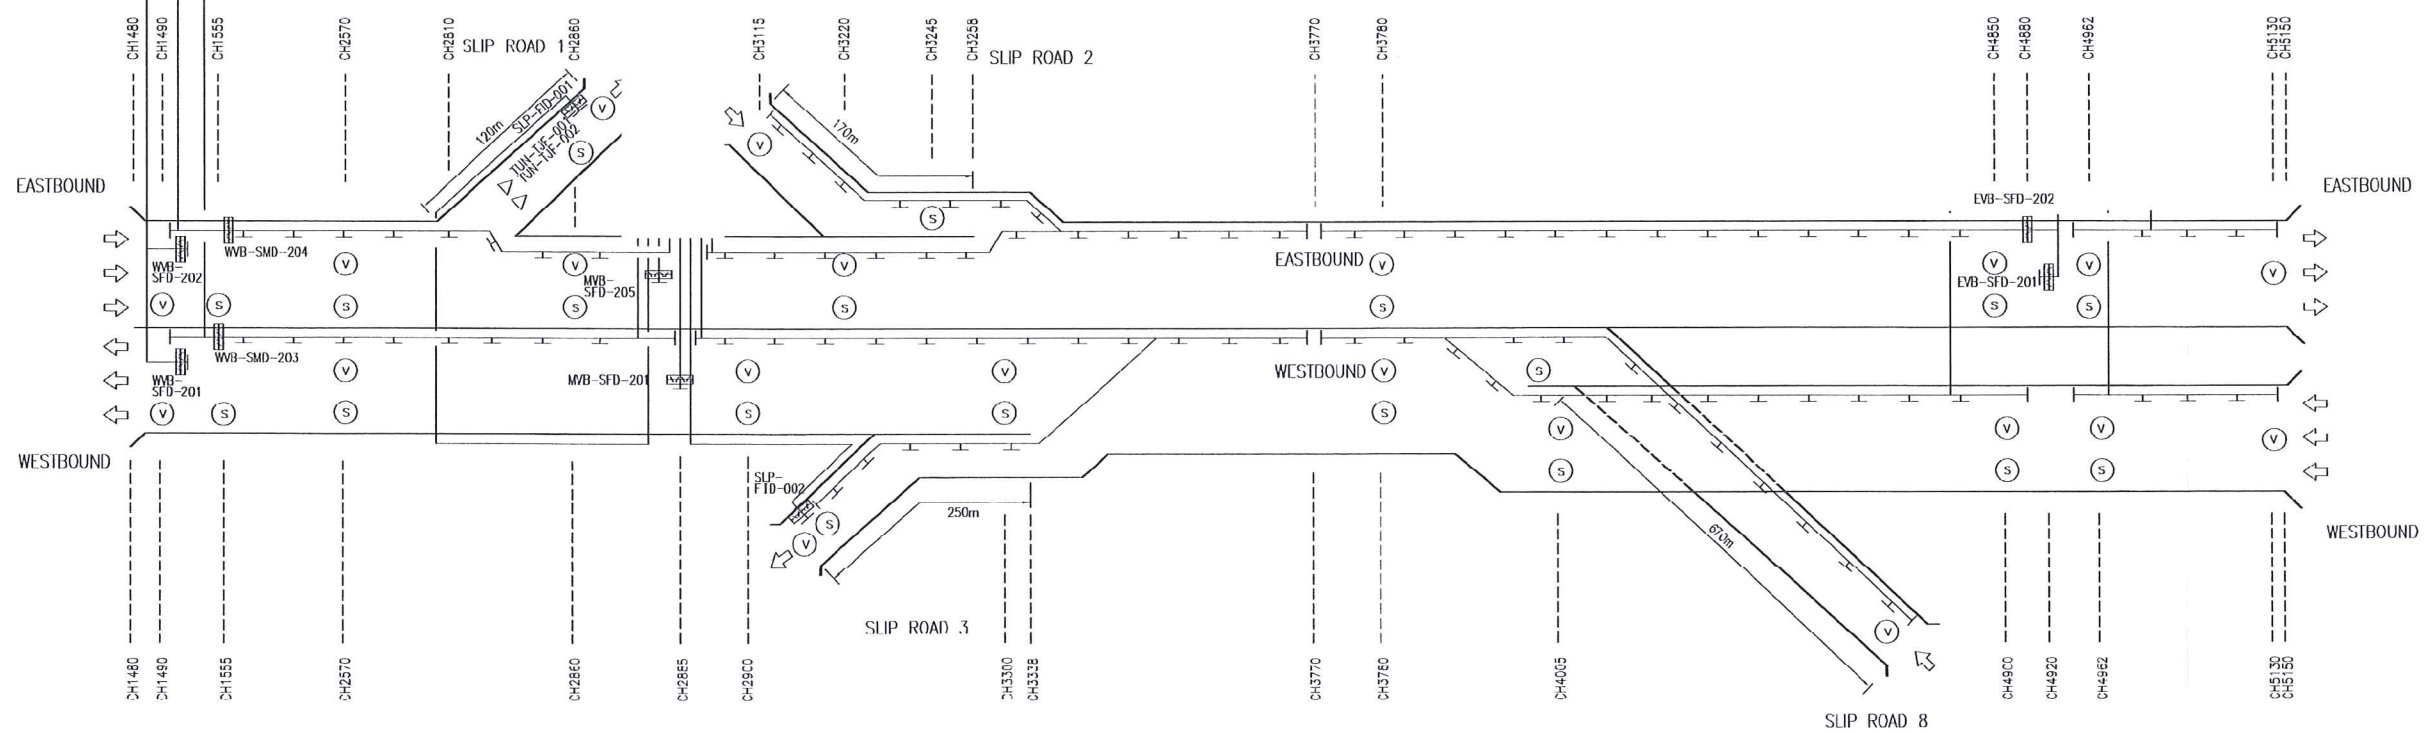 CH1480
CH1490
CH1555
CH2570
CH2810
SLIP ROAD 1
CH2860
CH3115
CH3220
CH3245
CH3258
SLIP ROAD 2
CH3770
CH3780
CH4850
CH4880
CH4962
CH5130
CH5150
120m
SLP-FID-001
TUN-TJF-001
TUN-TJF-002
V
S
V
170m
S
EASTBOUND
EASTBOUND
EVB-SFD-202
WVB-SMD-204
WVB-
SFD-202
V
V
MVB-
SFD-205
V
EASTBOUND
V
V
EVB-SFD-201
V
V
V
S
S
S
S
S
S
S
WVB-SMD-203
WVB-
SFD-201
V
MVB-SFD-201
V
V
WESTBOUND
V
S
V
S
S
S
S
S
V
V
V
V
WESTBOUND
S
S
S
SLP-
FID-002
S
V
250m
670m
WESTBOUND
SLIP ROAD 3
V
CH1480
CH1490
CH1555
CH2570
CH2860
CH2885
CH2900
CH3300
CH3338
CH3770
CH3780
CH4005
CH4900
CH4920
CH4962
CH5130
CH5150
SLIP ROAD 8